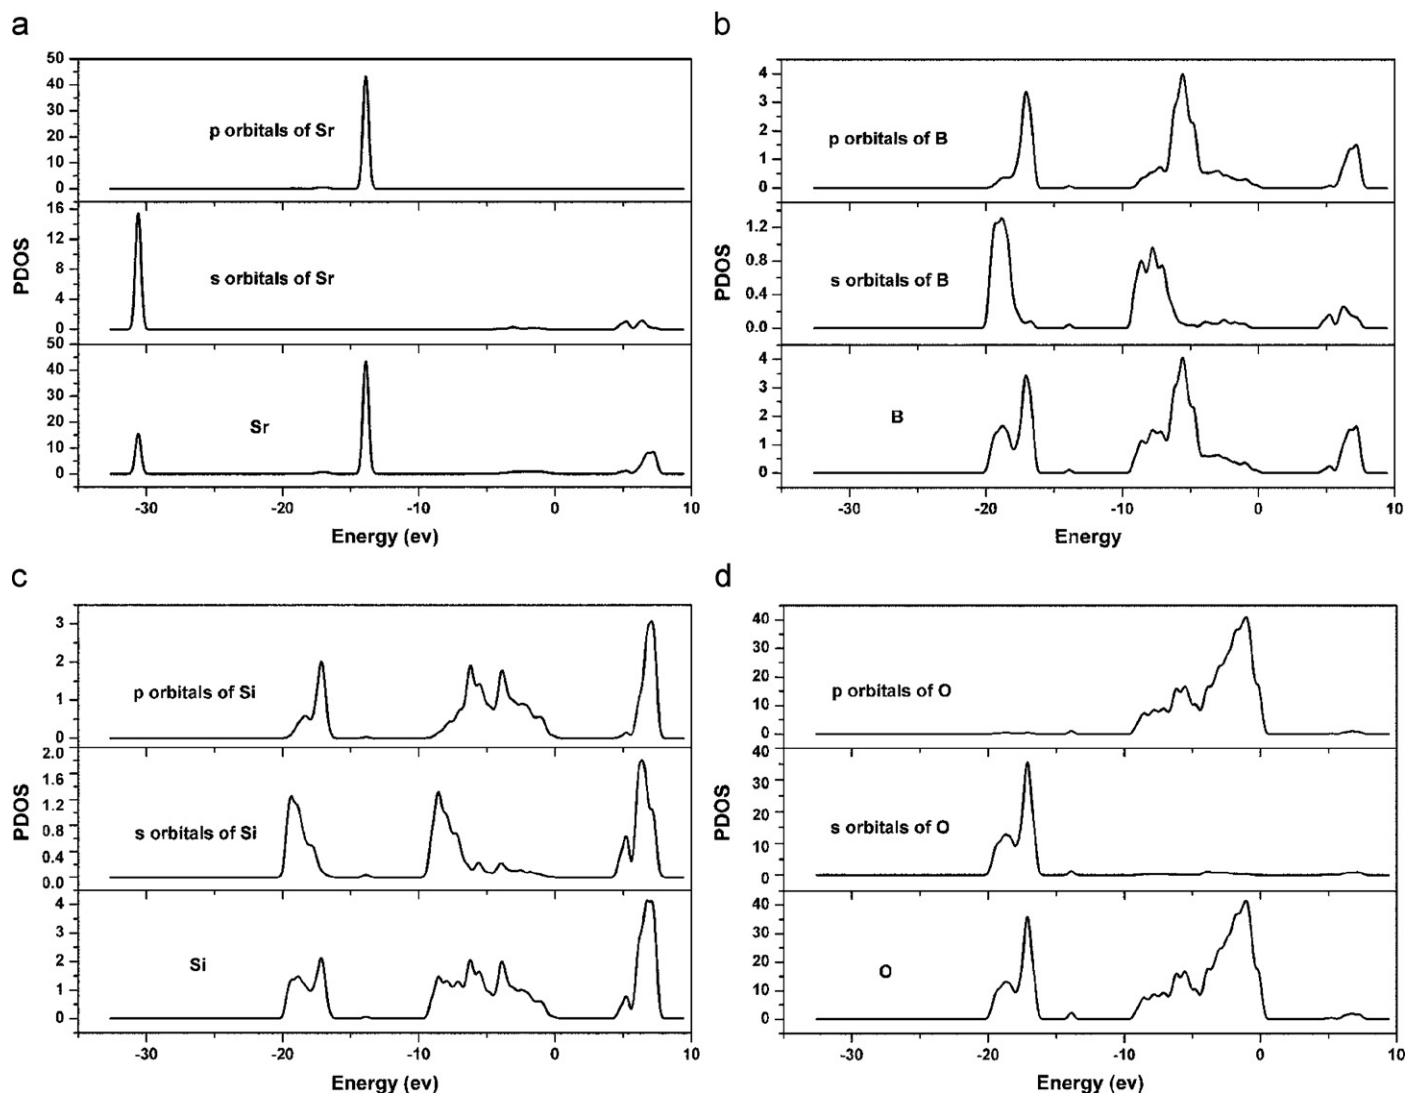 a
50
40
30
20
10
0
p orbitals of Sr
16
12
8
4
0
s orbitals of Sr
PDOS
50
40
30
20
10
0
Sr
-30 -20 -10 0 10
Energy (ev)
b
4
3
2
1
0
p orbitals of B
1.2
0.8
0.4
0.0
s orbitals of B
PDOS
4
3
2
1
0
B
-30 -20 -10 0 10
Energy
c
3
2
1
0
p orbitals of Si
2.0
1.6
1.2
0.8
0.4
0.0
s orbitals of Si
PDOS
4
3
2
1
0
Si
-30 -20 -10 0 10
Energy (ev)
d
40
30
20
10
0
p orbitals of O
40
30
20
10
0
s orbitals of O
PDOS
40
30
20
10
0
O
-30 -20 -10 0 10
Energy (ev)